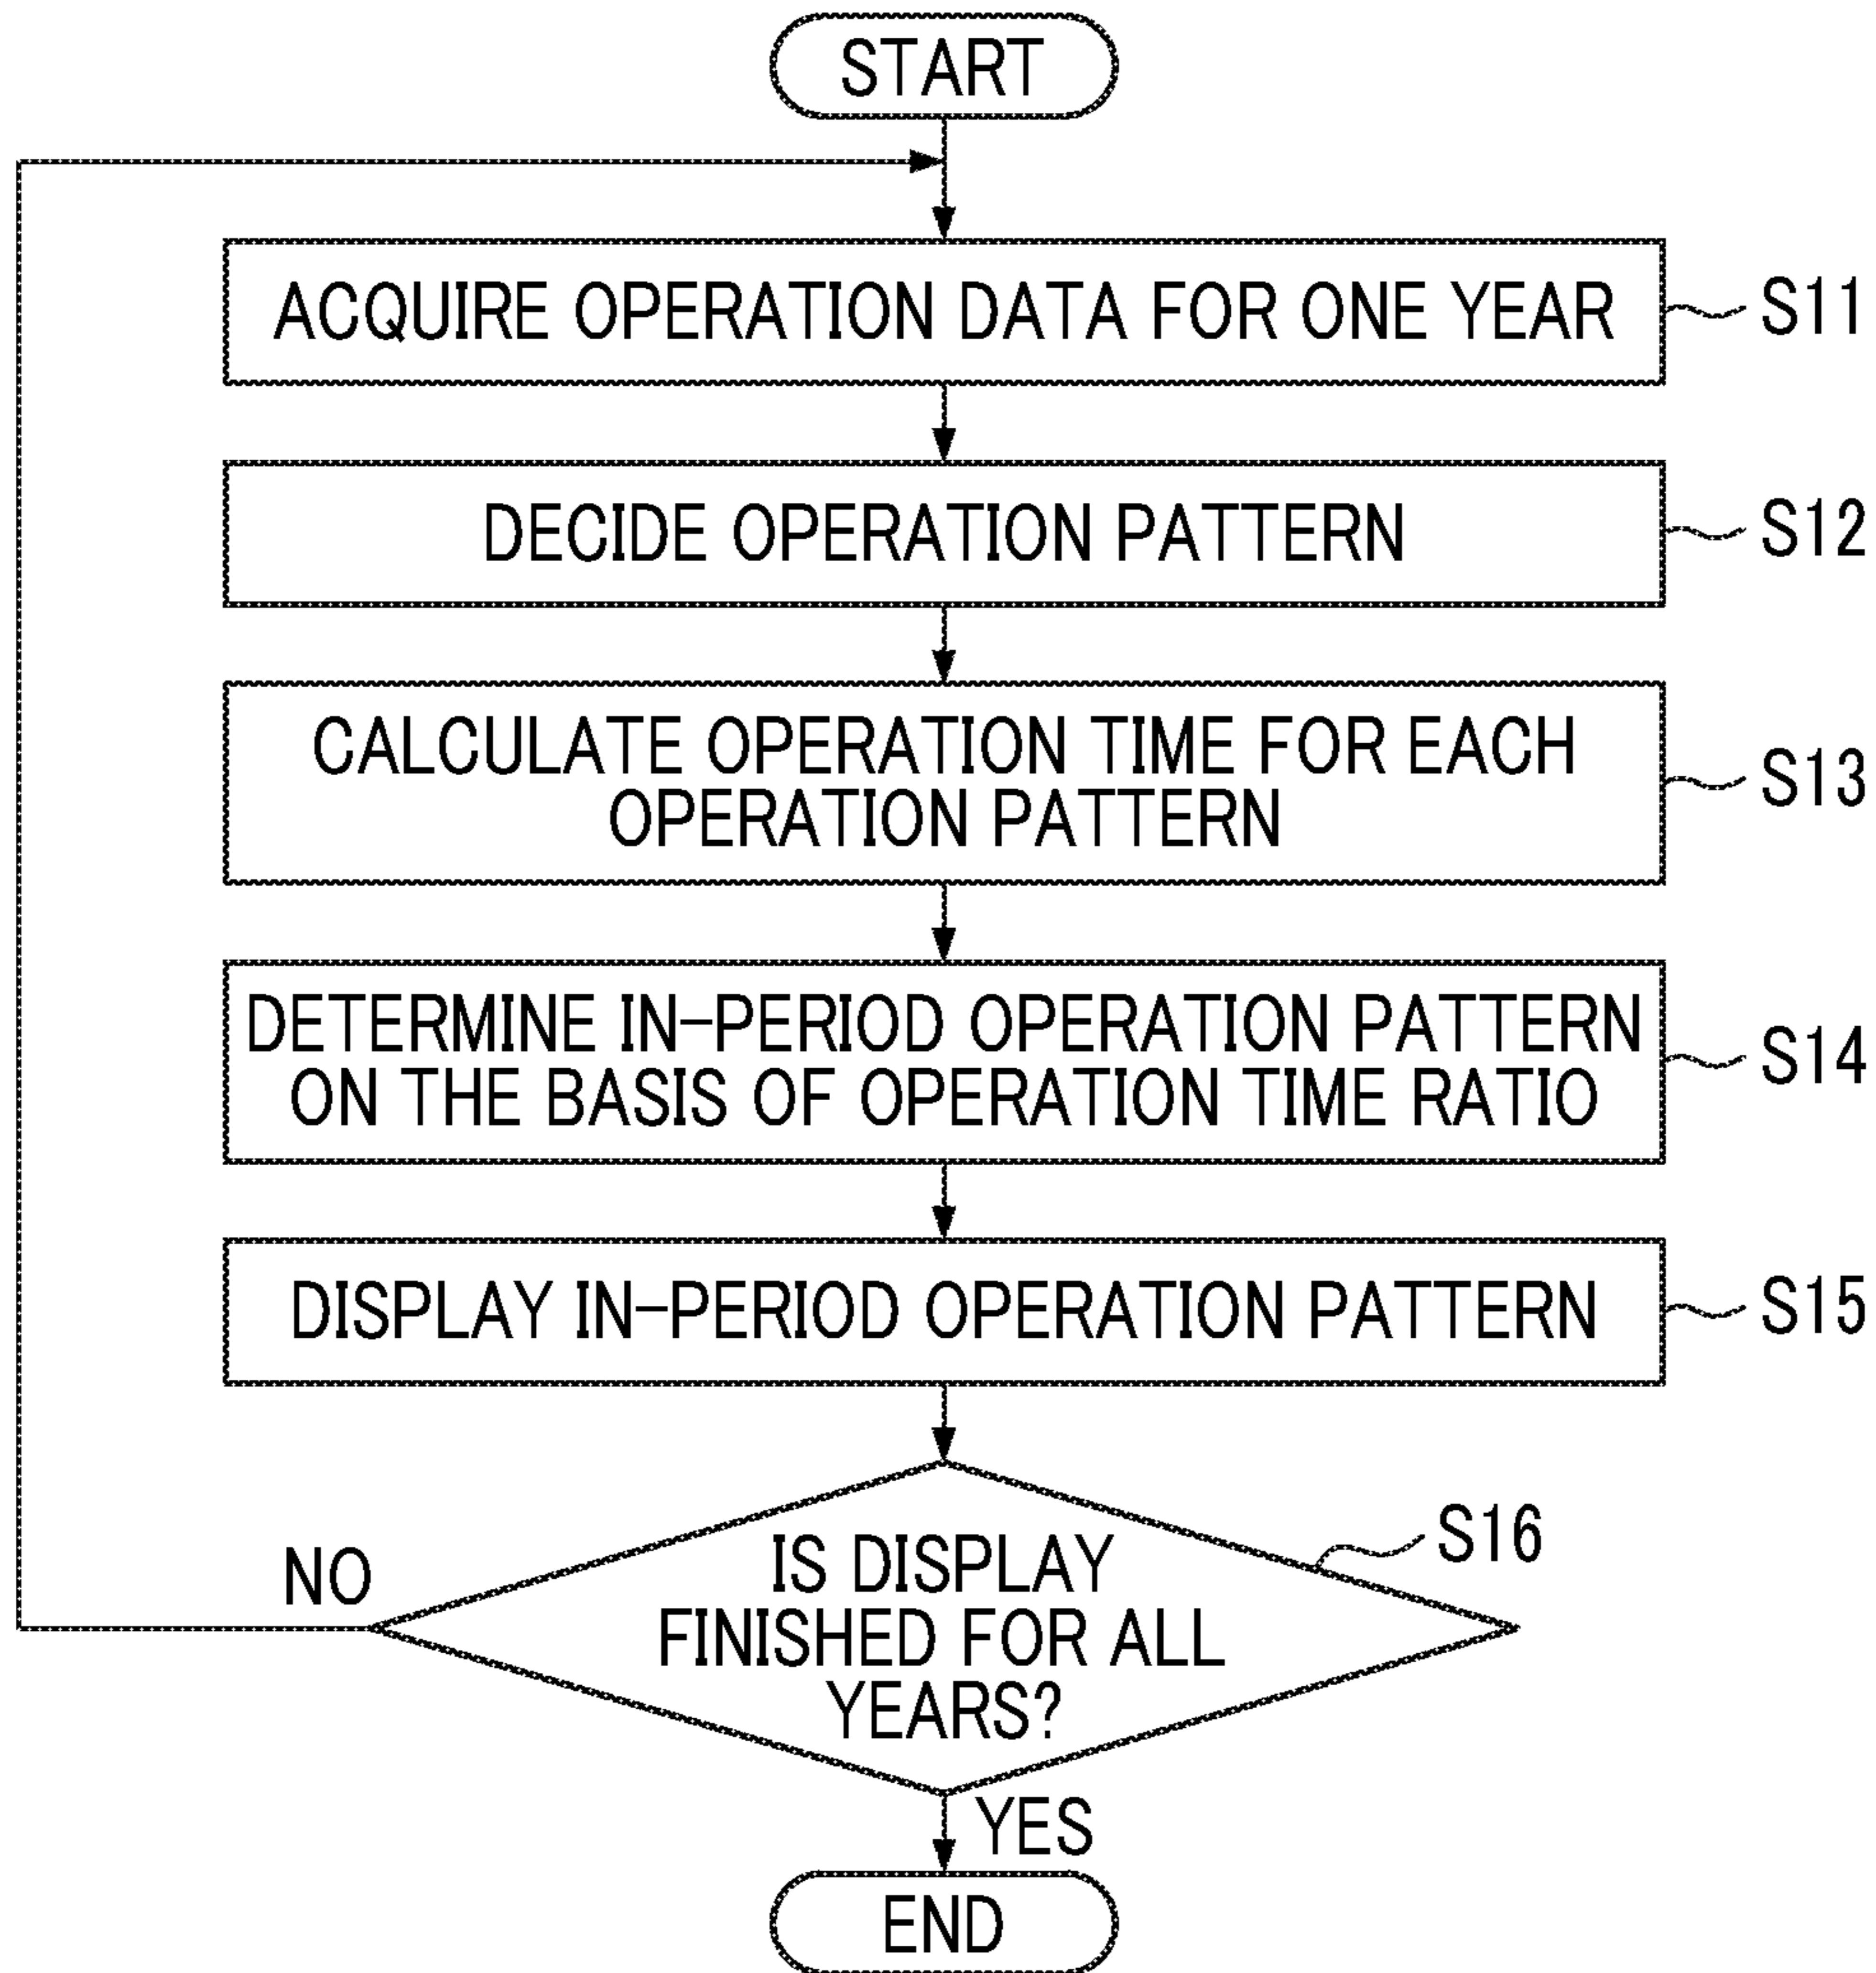 START
ACQUIRE OPERATION DATA FOR ONE YEAR
S11
DECIDE OPERATION PATTERN
S12
CALCULATE OPERATION TIME FOR EACH
OPERATION PATTERN
S13
DETERMINE IN-PERIOD OPERATION PATTERN
ON THE BASIS OF OPERATION TIME RATIO
S14
DISPLAY IN-PERIOD OPERATION PATTERN
S15
IS DISPLAY
FINISHED FOR ALL
YEARS?
S16
NO
YES
END